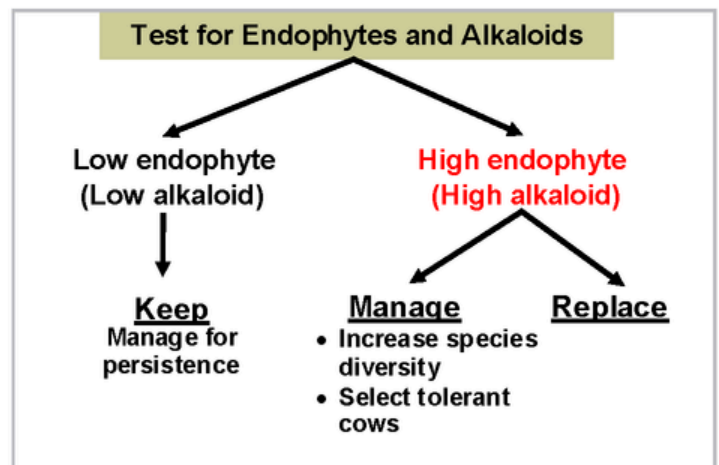 Test for Endophytes and Alkaloids
Low endophyte
(Low alkaloid)
High endophyte
(High alkaloid)
Keep
Manage for
persistence
Manage
• Increase species
diversity
• Select tolerant
cows
Replace